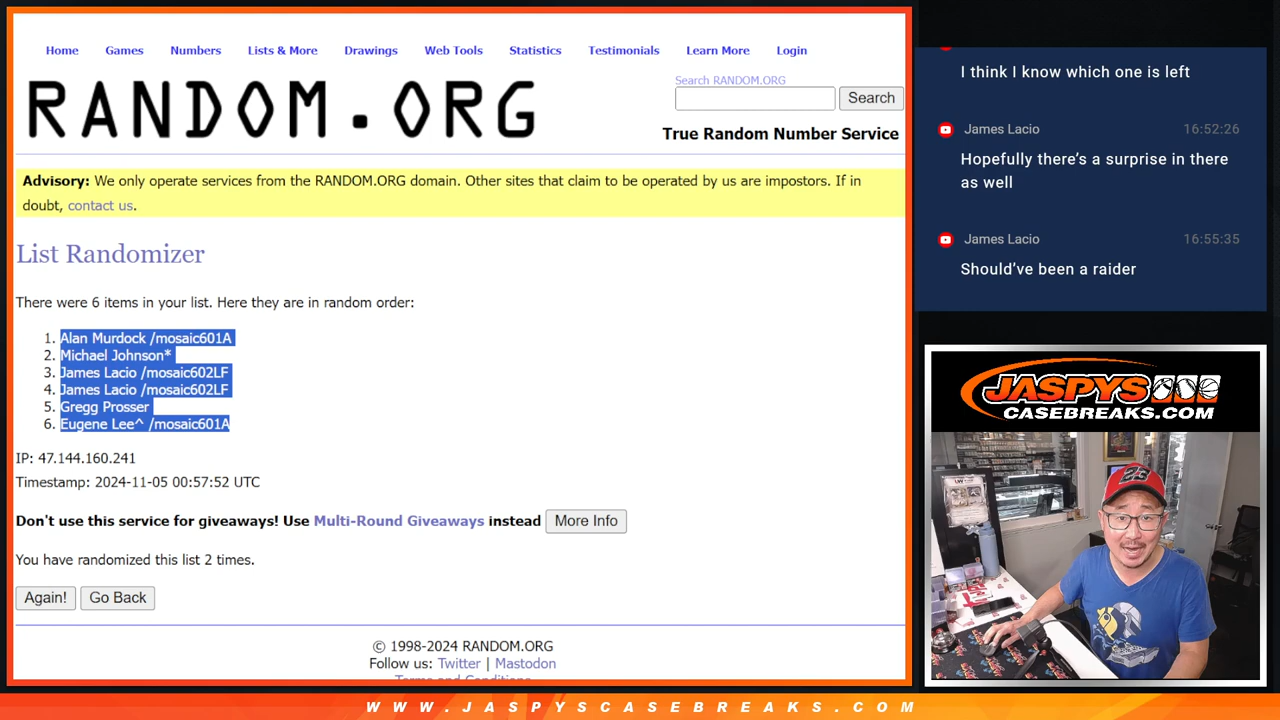 Home Games Numbers Lists & More Drawings Web Tools Statistics Testimonials Learn More Login
RANDOM.ORG
Search RANDOM.ORG
Search
True Random Number Service
Advisory: We only operate services from the RANDOM.ORG domain. Other sites that claim to be operated by us are impostors. If in
doubt, contact us.
List Randomizer
There were 6 items in your list. Here they are in random order:
1. Alan Murdock /mosaic601A
2. Michael Johnson*
3. James Lacio /mosaic602LF
4. James Lacio /mosaic602LF
5. Gregg Prosser
6. Eugene Lee^ /mosaic601A
IP: 47.144.160.241
Timestamp: 2024-11-05 00:57:52 UTC
Don't use this service for giveaways! Use Multi-Round Giveaways instead More Info
You have randomized this list 2 times.
Again! Go Back
© 1998-2024 RANDOM.ORG
Follow us: Twitter | Mastodon
Terms and Conditions
I think I know which one is left
James Lacio 16:52:26
Hopefully there's a surprise in there
as well
James Lacio 16:55:35
Should've been a raider
JASPYS
CASEBREAKS.COM
23
WWW.JASPYSCASEBREAKS.COM